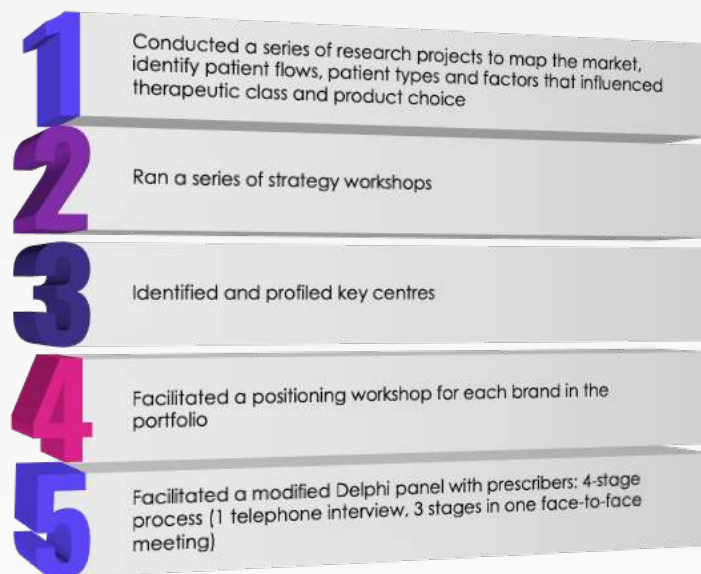 1
Conducted a series of research projects to map the market,
identify patient flows, patient types and factors that influenced
therapeutic class and product choice
2
Ran a series of strategy workshops
3
Identified and profiled key centres
4
Facilitated a positioning workshop for each brand in the
portfolio
5
Facilitated a modified Delphi panel with prescribers: 4-stage
process (1 telephone interview, 3 stages in one face-to-face
meeting)